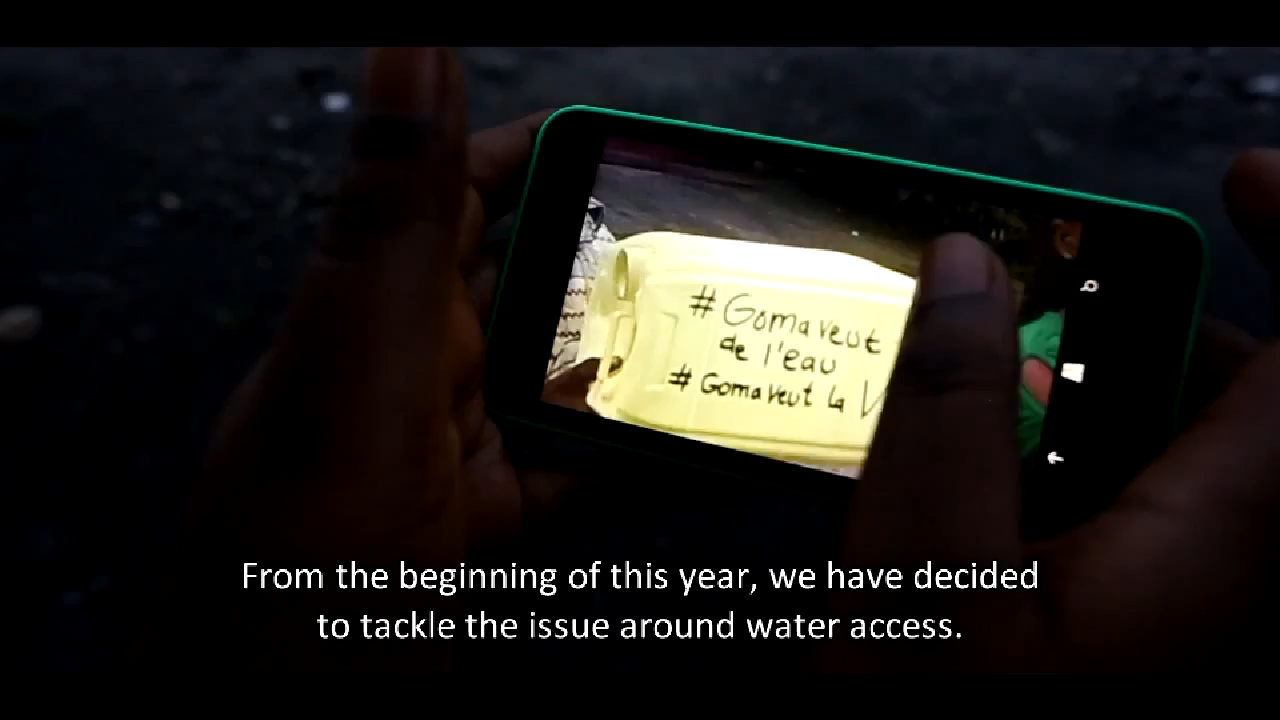 # Goma veut
de l'eau
# Goma veut la
From the beginning of this year, we have decided
to tackle the issue around water access.